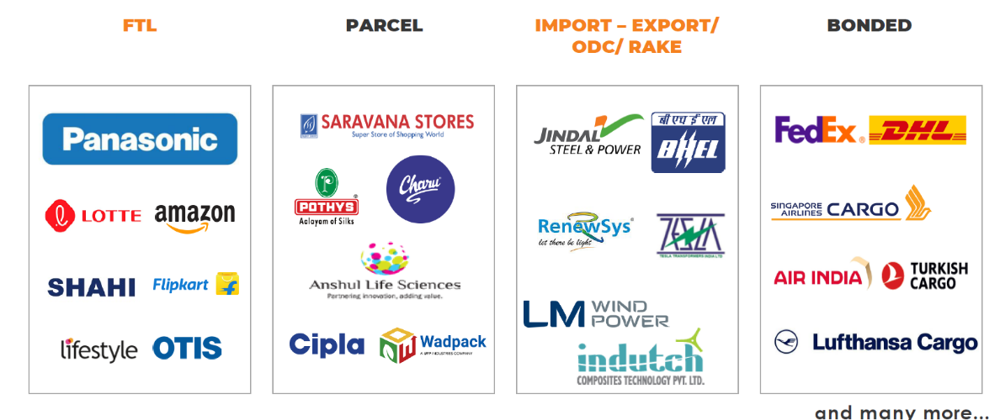 FTL
Panasonic
LOTTE
amazon
SHAHI
Flipkart
lifestyle
OTIS
PARCEL
SARAVANA STORES
Super Store of Shopping World
POTHYS
Aalayam of Silks
Charu
Anshul Life Sciences
Partnering innovation, adding value.
Cipla
Wadpack
IMPORT – EXPORT/
ODC/ RAKE
JINDAL
STEEL & POWER
बी एच ई एल
BHEL
RenewSys
let there be light
TESLA
TESLA TRANSFORMERS INDIA LTD
LM WIND
POWER
indutch
COMPOSITES TECHNOLOGY PVT. LTD.
BONDED
FedEx®
DHL
SINGAPORE
AIRLINES CARGO
AIR INDIA
TURKISH
CARGO
Lufthansa Cargo
and many more...